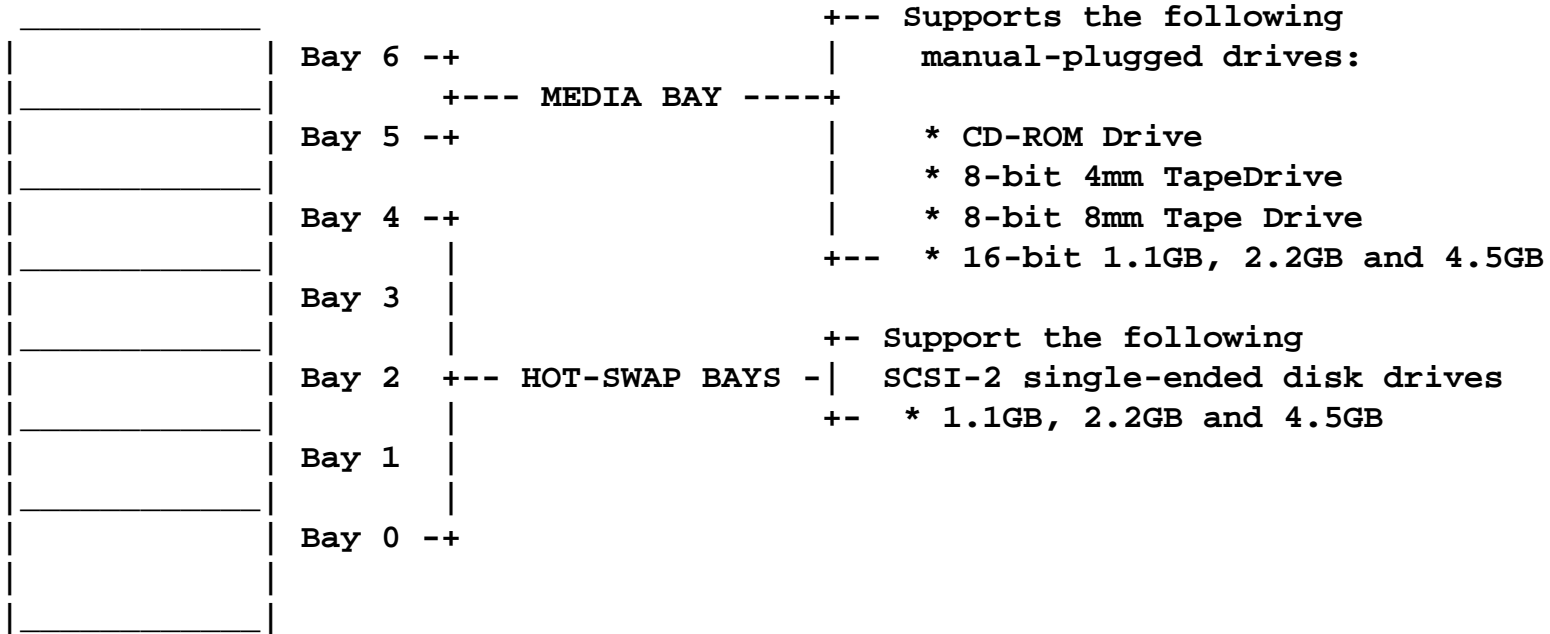 +-- Supports the following
Bay 6 -+ | manual-plugged drives:
+--- MEDIA BAY ----+
Bay 5 -+ | * CD-ROM Drive
| * 8-bit 4mm TapeDrive
Bay 4 -+ | * 8-bit 8mm Tape Drive
| +-- * 16-bit 1.1GB, 2.2GB and 4.5GB
Bay 3 |
| +- Support the following
Bay 2 +-- HOT-SWAP BAYS -| SCSI-2 single-ended disk drives
| +- * 1.1GB, 2.2GB and 4.5GB
Bay 1 |
|
Bay 0 -+